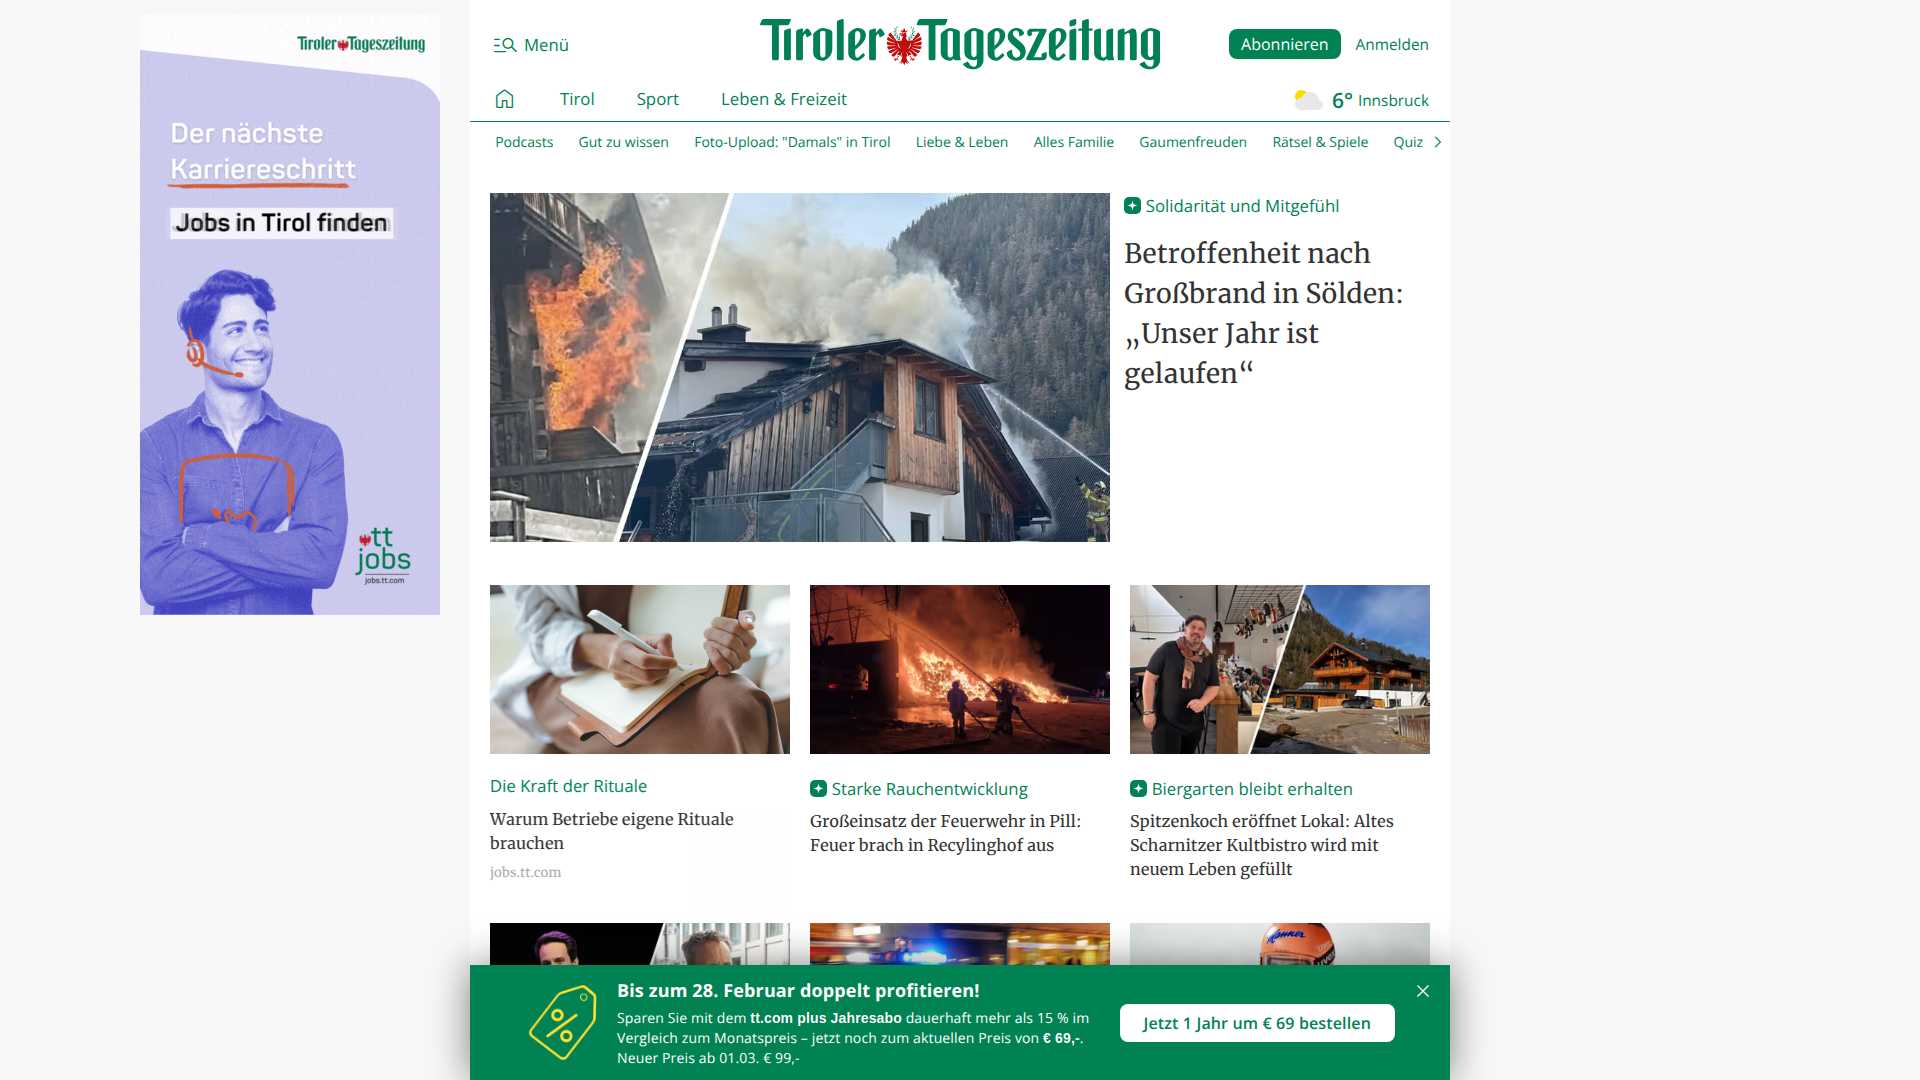 Tiroler Tageszeitung
Der nächste
Karriereschritt
Jobs in Tirol finden
tt
jobs
jobs.tt.com
Menü
Tiroler Tageszeitung
Abonnieren
Anmelden
Tirol
Sport
Leben & Freizeit
6° Innsbruck
Podcasts
Gut zu wissen
Foto-Upload: "Damals" in Tirol
Liebe & Leben
Alles Familie
Gaumenfreuden
Rätsel & Spiele
Quiz
Solidarität und Mitgefühl
Betroffenheit nach
Großbrand in Sölden:
„Unser Jahr ist
gelaufen“
Die Kraft der Rituale
Warum Betriebe eigene Rituale
brauchen
jobs.tt.com
Starke Rauchentwicklung
Großeinsatz der Feuerwehr in Pill:
Feuer brach in Recylinghof aus
Biergarten bleibt erhalten
Spitzenkoch eröffnet Lokal: Altes
Scharnitzer Kultbistro wird mit
neuem Leben gefüllt
Manner
Bis zum 28. Februar doppelt profitieren!
Sparen Sie mit dem tt.com plus Jahresabo dauerhaft mehr als 15 % im
Vergleich zum Monatspreis – jetzt noch zum aktuellen Preis von € 69,-.
Neuer Preis ab 01.03. € 99,-
Jetzt 1 Jahr um € 69 bestellen